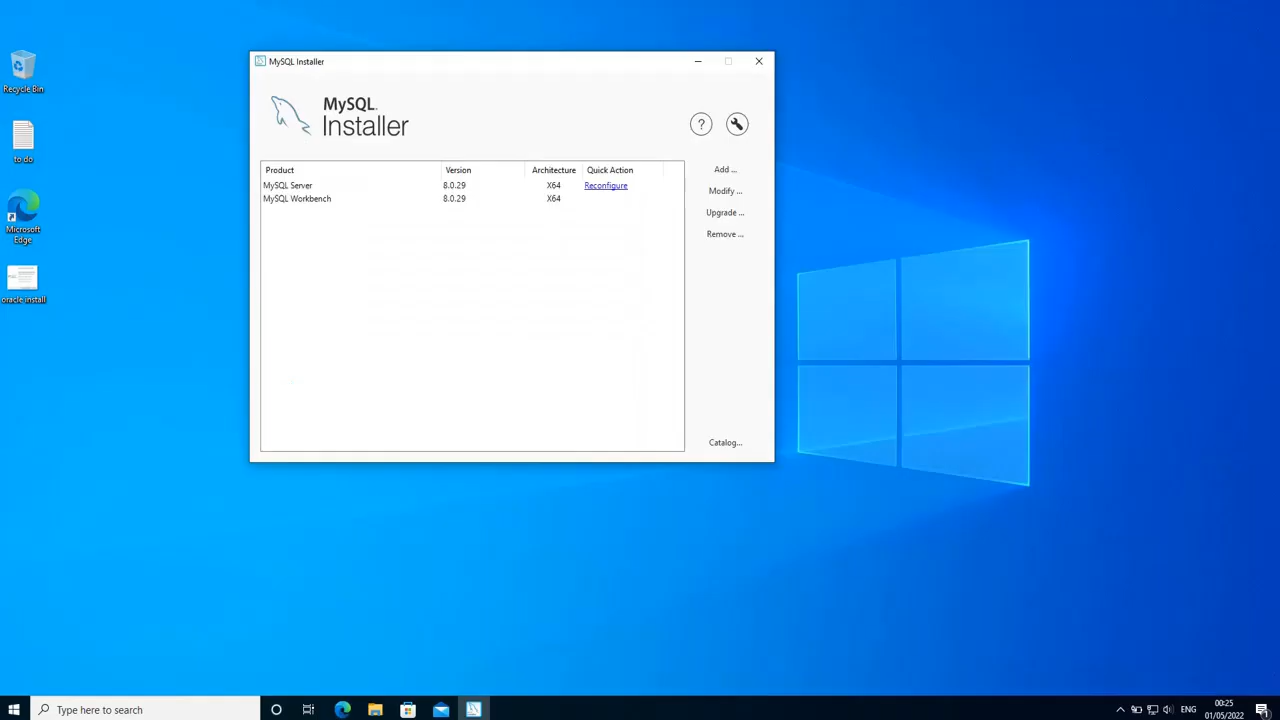 Recycle Bin
to do
Microsoft
Edge
oracle install
MySQL Installer
MySQL.
Installer
?
Product Version Architecture Quick Action
MySQL Server 8.0.29 X64 Reconfigure
MySQL Workbench 8.0.29 X64
Add ...
Modify ...
Upgrade ...
Remove ...
Catalog...
Type here to search
ENG
00:25
01/05/2022
1